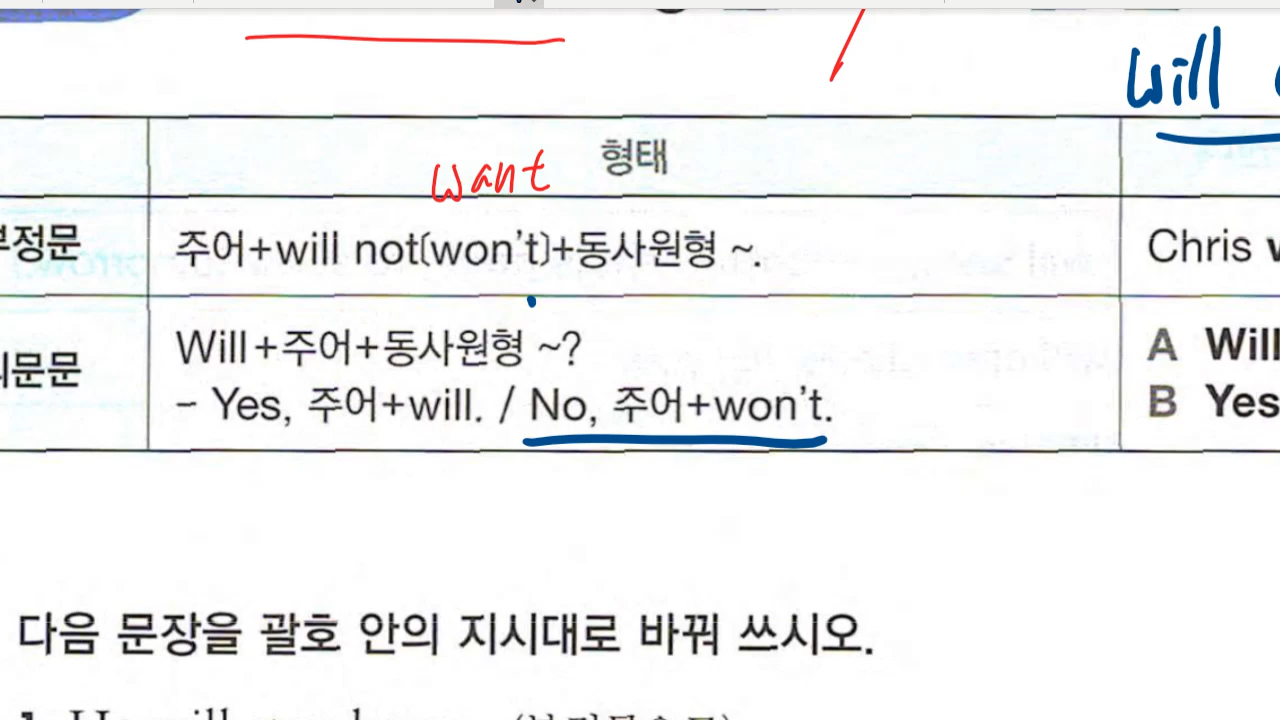 will
형태
want
부정문 주어+will not(won't)+동사원형 ~ Chris
의문문 Will+주어+동사원형 ~? A Will
- Yes, 주어+will. / No, 주어+won't. B Yes
다음 문장을 괄호 안의 지시대로 바꿔 쓰시오.